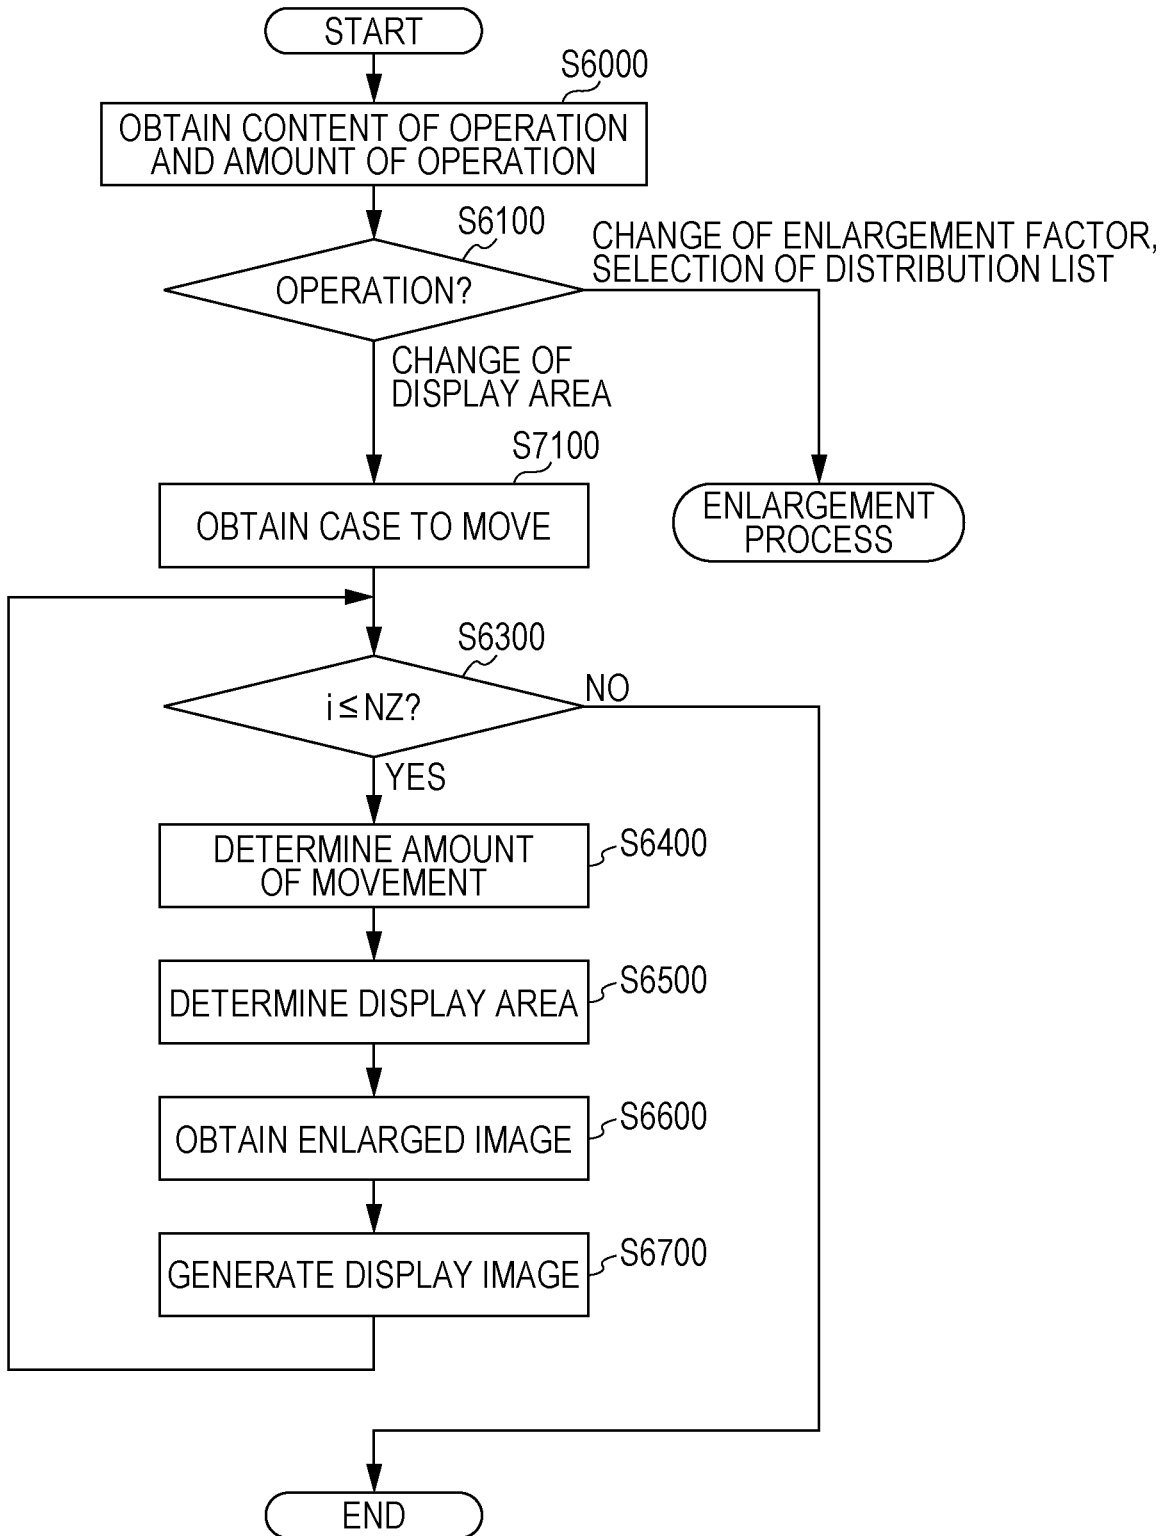 START
S6000
OBTAIN CONTENT OF OPERATION
AND AMOUNT OF OPERATION
S6100
OPERATION?
CHANGE OF ENLARGEMENT FACTOR,
SELECTION OF DISTRIBUTION LIST
CHANGE OF
DISPLAY AREA
S7100
OBTAIN CASE TO MOVE
ENLARGEMENT
PROCESS
S6300
i ≤ NZ?
NO
YES
DETERMINE AMOUNT
OF MOVEMENT
S6400
DETERMINE DISPLAY AREA
S6500
OBTAIN ENLARGED IMAGE
S6600
GENERATE DISPLAY IMAGE
S6700
END